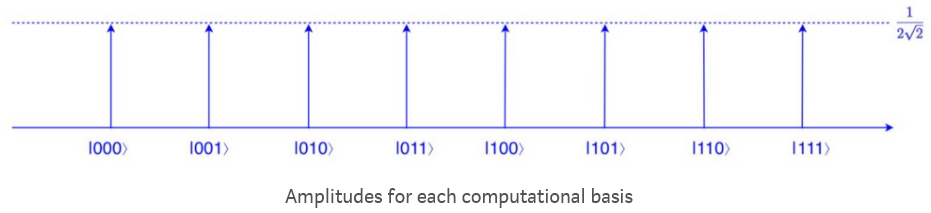 1
2√2
|000⟩ |001⟩ |010⟩ |011⟩ |100⟩ |101⟩ |110⟩ |111⟩
Amplitudes for each computational basis